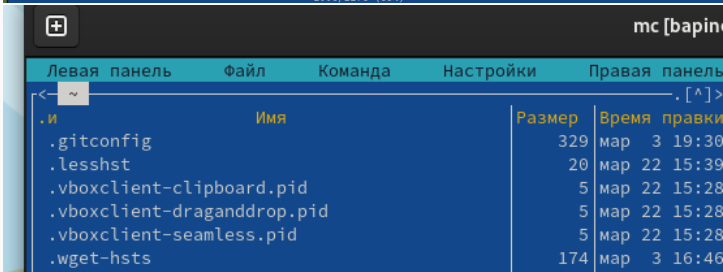 mc [bapino
Левая панель Файл Команда Настройки Правая панель
<— ~ .[^]>
.и Имя Размер Время правки
.gitconfig 329 мар 3 19:30
.lesshst 20 мар 22 15:39
.vboxclient-clipboard.pid 5 мар 22 15:28
.vboxclient-draganddrop.pid 5 мар 22 15:28
.vboxclient-seamless.pid 5 мар 22 15:28
.wget-hsts 174 мар 3 16:46